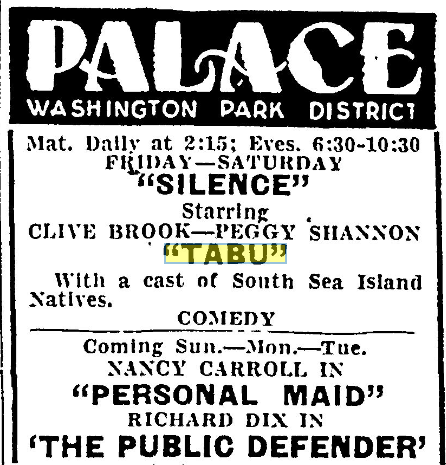 PALACE
WASHINGTON PARK DISTRICT
Mat. Daily at 2:15; Eves. 6:30-10:30
FRIDAY—SATURDAY
"SILENCE"
Starring
CLIVE BROOK—PEGGY SHANNON
"TABU"
With a cast of South Sea Island
Natives.
COMEDY
Coming Sun.—Mon.—Tue.
NANCY CARROLL IN
"PERSONAL MAID"
RICHARD DIX IN
'THE PUBLIC DEFENDER'